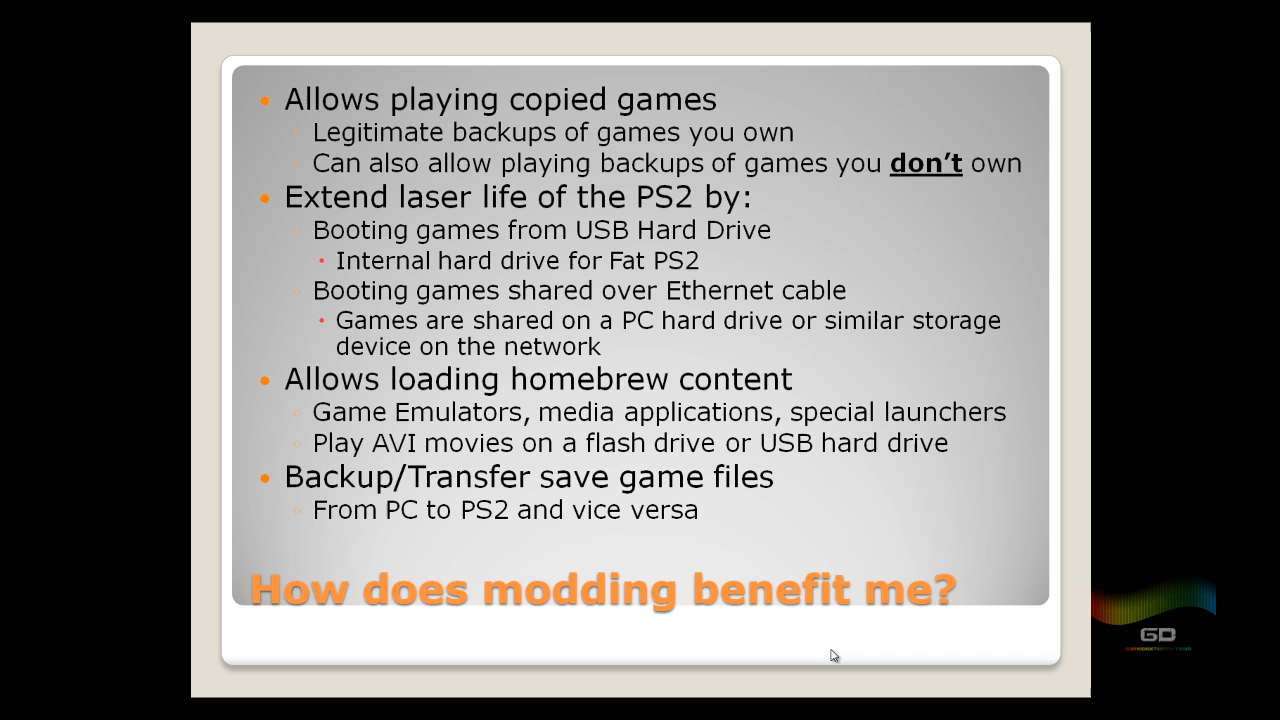 Allows playing copied games
Legitimate backups of games you own
Can also allow playing backups of games you don't own
Extend laser life of the PS2 by:
Booting games from USB Hard Drive
Internal hard drive for Fat PS2
Booting games shared over Ethernet cable
Games are shared on a PC hard drive or similar storage
device on the network
Allows loading homebrew content
Game Emulators, media applications, special launchers
Play AVI movies on a flash drive or USB hard drive
Backup/Transfer save game files
From PC to PS2 and vice versa
How does modding benefit me?
GD